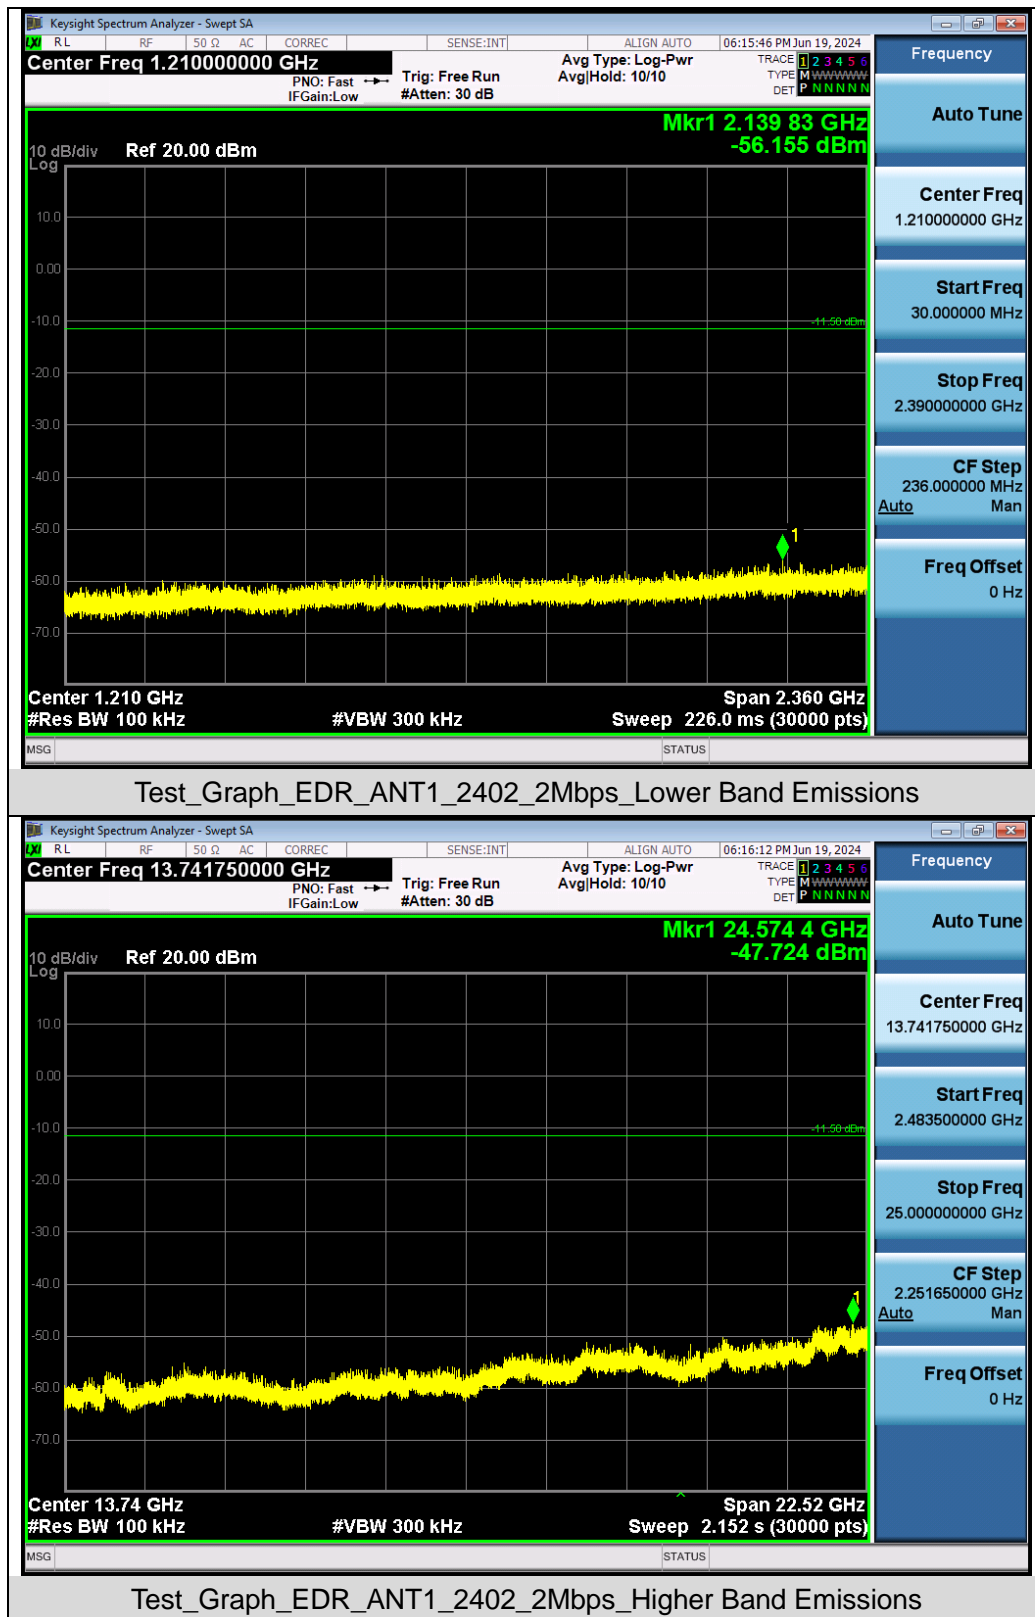 Keysight Spectrum Analyzer - Swept SA
LXI RL RF 50 Ω AC CORREC SENSE:INT ALIGN AUTO 06:15:46 PM Jun 19, 2024
Center Freq 1.210000000 GHz
PNO: Fast
IFGain:Low
Trig: Free Run
#Atten: 30 dB
Avg Type: Log-Pwr
Avg|Hold: 10/10
TRACE 1 2 3 4 5 6
TYPE M W W W W W
DET P N N N N N
Mkr1 2.139 83 GHz
-56.155 dBm
10 dB/div Ref 20.00 dBm
Log
10.0
0.00
-10.0
-11.50 dBm
-20.0
-30.0
-40.0
-50.0
1
-60.0
-70.0
Center 1.210 GHz Span 2.360 GHz
#Res BW 100 kHz #VBW 300 kHz Sweep 226.0 ms (30000 pts)
MSG STATUS
Frequency
Auto Tune
Center Freq
1.210000000 GHz
Start Freq
30.000000 MHz
Stop Freq
2.390000000 GHz
CF Step
236.000000 MHz
Auto Man
Freq Offset
0 Hz
Test_Graph_EDR_ANT1_2402_2Mbps_Lower Band Emissions
Keysight Spectrum Analyzer - Swept SA
LXI RL RF 50 Ω AC CORREC SENSE:INT ALIGN AUTO 06:16:12 PM Jun 19, 2024
Center Freq 13.741750000 GHz
PNO: Fast
IFGain:Low
Trig: Free Run
#Atten: 30 dB
Avg Type: Log-Pwr
Avg|Hold: 10/10
TRACE 1 2 3 4 5 6
TYPE M W W W W W
DET P N N N N N
Mkr1 24.574 4 GHz
-47.724 dBm
10 dB/div Ref 20.00 dBm
Log
10.0
0.00
-10.0
-11.50 dBm
-20.0
-30.0
-40.0
1
-50.0
-60.0
-70.0
Center 13.74 GHz Span 22.52 GHz
#Res BW 100 kHz #VBW 300 kHz Sweep 2.152 s (30000 pts)
MSG STATUS
Frequency
Auto Tune
Center Freq
13.741750000 GHz
Start Freq
2.483500000 GHz
Stop Freq
25.000000000 GHz
CF Step
2.251650000 GHz
Auto Man
Freq Offset
0 Hz
Test_Graph_EDR_ANT1_2402_2Mbps_Higher Band Emissions